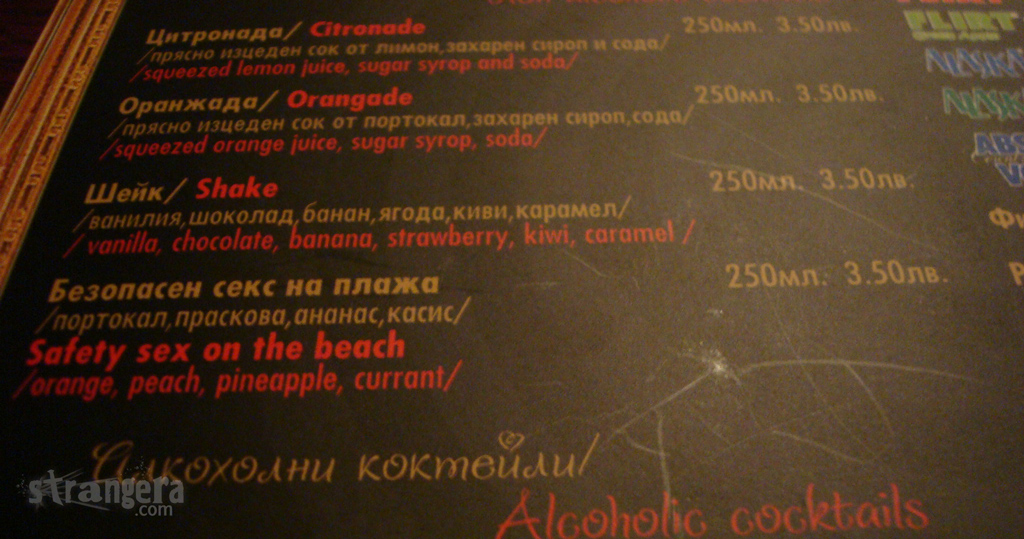 Цитронада/ Citronade 250мл. 3.50лв.
/прясно изцеден сок от лимон,захарен сироп и сода/
/squeezed lemon juice, sugar syrup and soda/
Оранжада/ Orangade 250мл. 3.50лв.
/прясно изцеден сок от портокал,захарен сироп,сода/
/squeezed orange juice, sugar syrup, soda/
Шейк/ Shake 250мл. 3.50лв.
/ванилия,шоколад,банан,ягода,киви,карамел/
/ vanilla, chocolate, banana, strawberry, kiwi, caramel /
Безопасен секс на плажа 250мл. 3.50лв.
/портокал,праскова,ананас,касис/
Safety sex on the beach
/orange, peach, pineapple, currant/
Алкохолни коктейли/
Alcoholic cocktails
FLIRT
strangera
.com